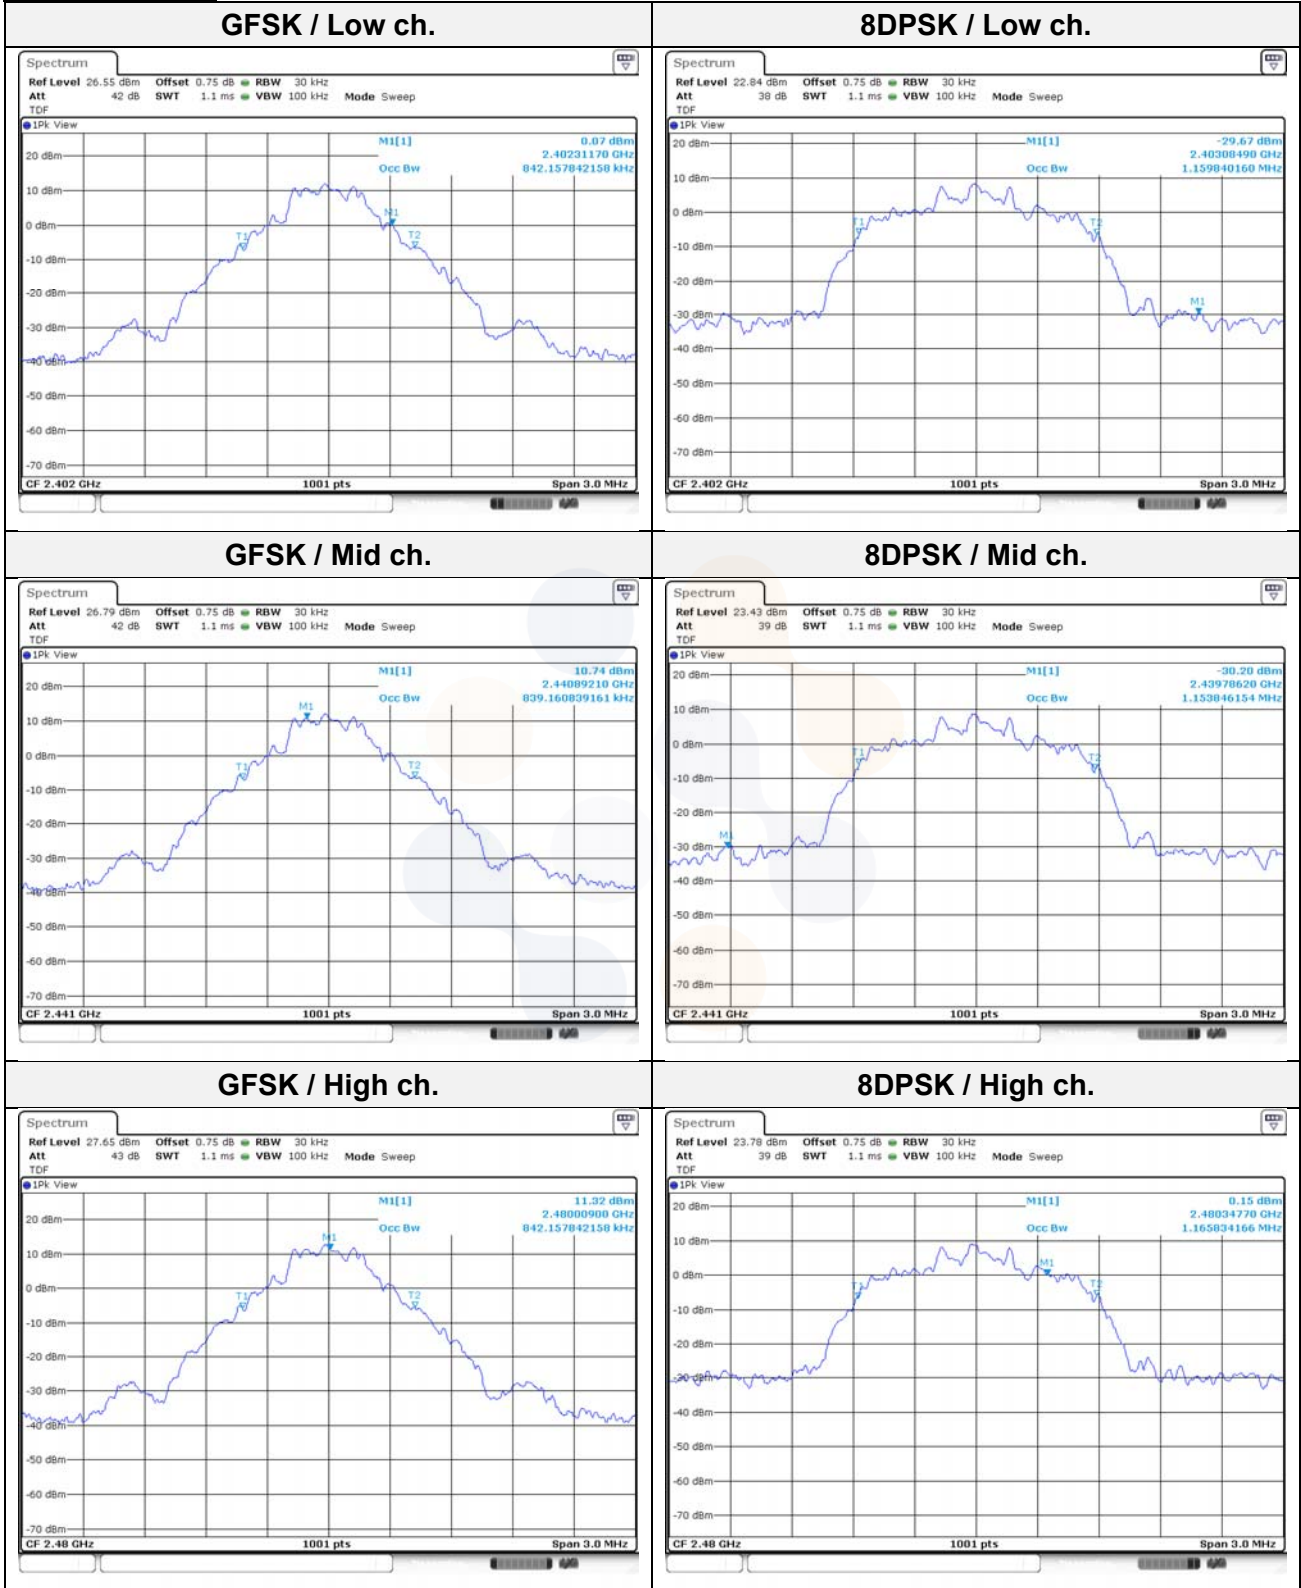 GFSK / Low ch.
8DPSK / Low ch.
Spectrum
Ref Level 26.55 dBm Offset 0.75 dB RBW 30 kHz
Att 42 dB SWT 1.1 ms VBW 100 kHz Mode Sweep
TDF
1Pk View
M1[1] 0.07 dBm
2.40231170 GHz
Occ Bw 842.157842158 kHz
20 dBm
10 dBm
M1
0 dBm
T1
T2
-10 dBm
-20 dBm
-30 dBm
-40 dBm
-50 dBm
-60 dBm
-70 dBm
CF 2.402 GHz 1001 pts Span 3.0 MHz
Spectrum
Ref Level 22.84 dBm Offset 0.75 dB RBW 30 kHz
Att 38 dB SWT 1.1 ms VBW 100 kHz Mode Sweep
TDF
1Pk View
M1[1] -29.67 dBm
2.40308490 GHz
Occ Bw 1.159840160 MHz
20 dBm
10 dBm
0 dBm
T1
T2
-10 dBm
-20 dBm
M1
-30 dBm
-40 dBm
-50 dBm
-60 dBm
-70 dBm
CF 2.402 GHz 1001 pts Span 3.0 MHz
GFSK / Mid ch.
8DPSK / Mid ch.
Spectrum
Ref Level 26.79 dBm Offset 0.75 dB RBW 30 kHz
Att 42 dB SWT 1.1 ms VBW 100 kHz Mode Sweep
TDF
1Pk View
M1[1] 10.74 dBm
2.44089210 GHz
Occ Bw 839.160839161 kHz
20 dBm
M1
10 dBm
0 dBm
T1
T2
-10 dBm
-20 dBm
-30 dBm
-40 dBm
-50 dBm
-60 dBm
-70 dBm
CF 2.441 GHz 1001 pts Span 3.0 MHz
Spectrum
Ref Level 23.43 dBm Offset 0.75 dB RBW 30 kHz
Att 39 dB SWT 1.1 ms VBW 100 kHz Mode Sweep
TDF
1Pk View
M1[1] -30.20 dBm
2.43978620 GHz
Occ Bw 1.153846154 MHz
20 dBm
10 dBm
0 dBm
T1
T2
-10 dBm
-20 dBm
M1
-30 dBm
-40 dBm
-50 dBm
-60 dBm
-70 dBm
CF 2.441 GHz 1001 pts Span 3.0 MHz
GFSK / High ch.
8DPSK / High ch.
Spectrum
Ref Level 27.65 dBm Offset 0.75 dB RBW 30 kHz
Att 43 dB SWT 1.1 ms VBW 100 kHz Mode Sweep
TDF
1Pk View
M1[1] 11.32 dBm
2.48000900 GHz
Occ Bw 842.157842158 kHz
20 dBm
M1
10 dBm
0 dBm
T1
T2
-10 dBm
-20 dBm
-30 dBm
-40 dBm
-50 dBm
-60 dBm
-70 dBm
CF 2.48 GHz 1001 pts Span 3.0 MHz
Spectrum
Ref Level 23.78 dBm Offset 0.75 dB RBW 30 kHz
Att 39 dB SWT 1.1 ms VBW 100 kHz Mode Sweep
TDF
1Pk View
M1[1] 0.15 dBm
2.48034770 GHz
Occ Bw 1.165834166 MHz
20 dBm
10 dBm
M1
0 dBm
T1
T2
-10 dBm
-20 dBm
-30 dBm
-40 dBm
-50 dBm
-60 dBm
-70 dBm
CF 2.48 GHz 1001 pts Span 3.0 MHz